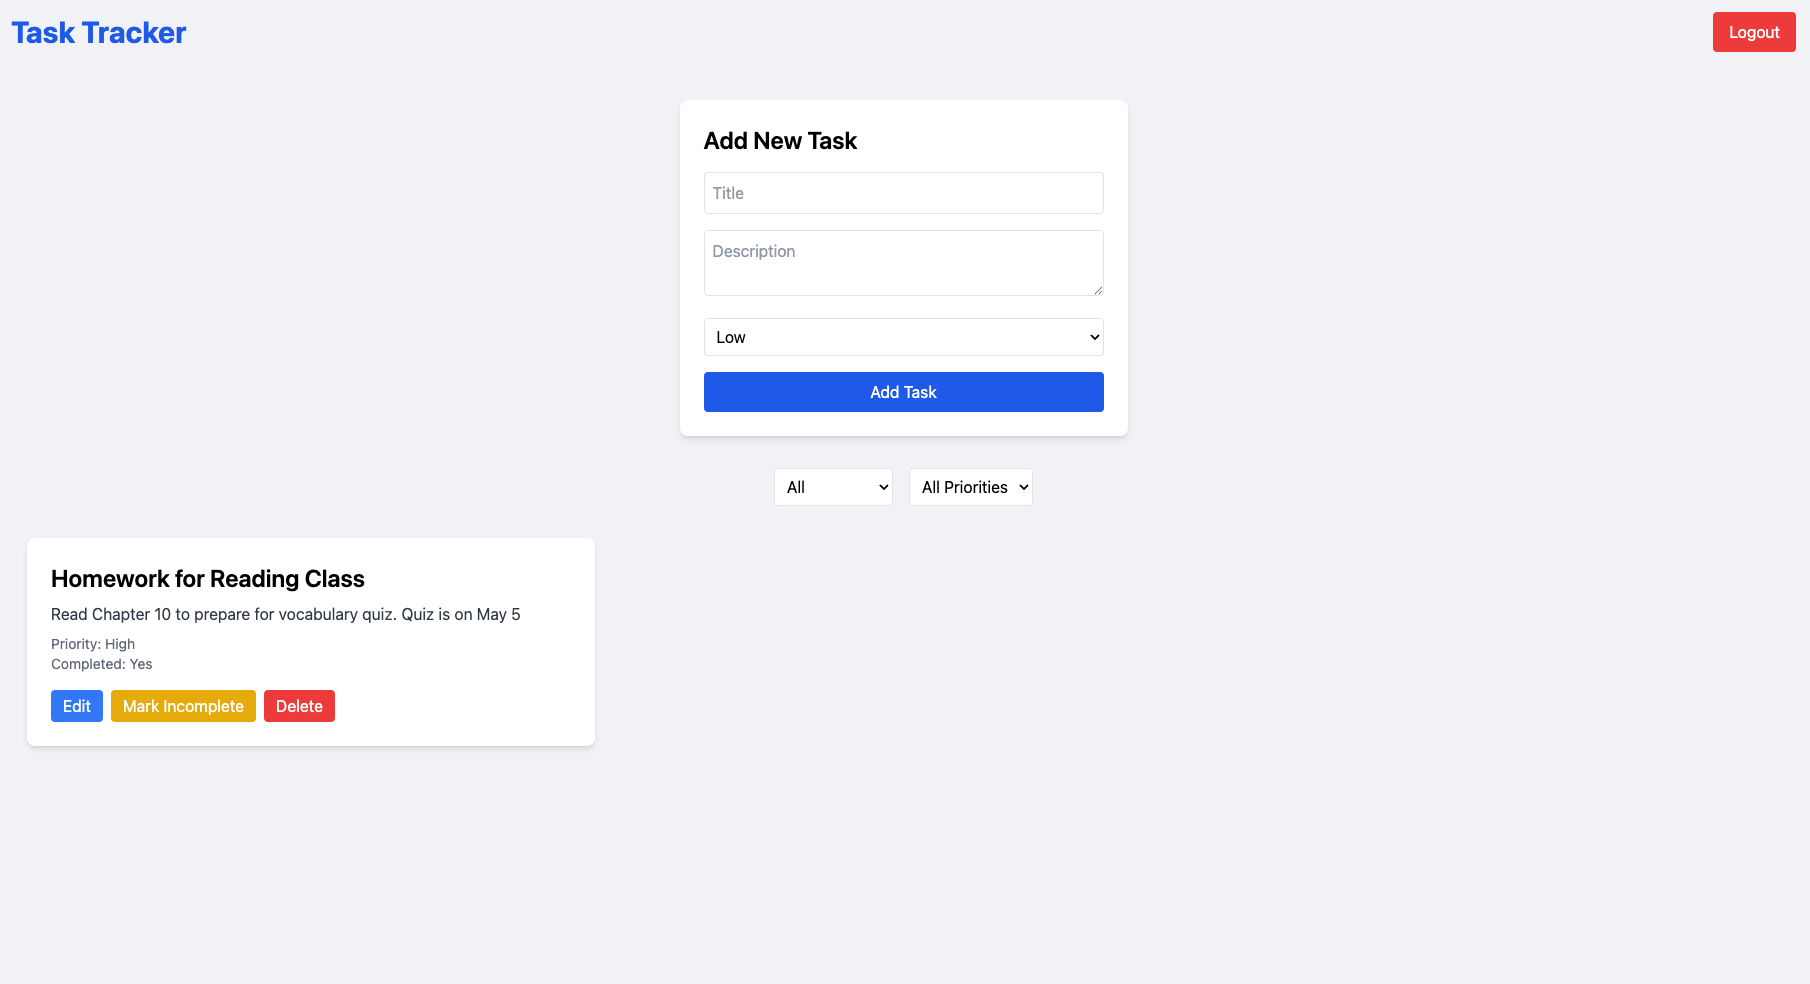 Task Tracker
Logout
Add New Task
Title
Description
Low
Add Task
All
All Priorities
Homework for Reading Class
Read Chapter 10 to prepare for vocabulary quiz. Quiz is on May 5
Priority: High
Completed: Yes
Edit
Mark Incomplete
Delete